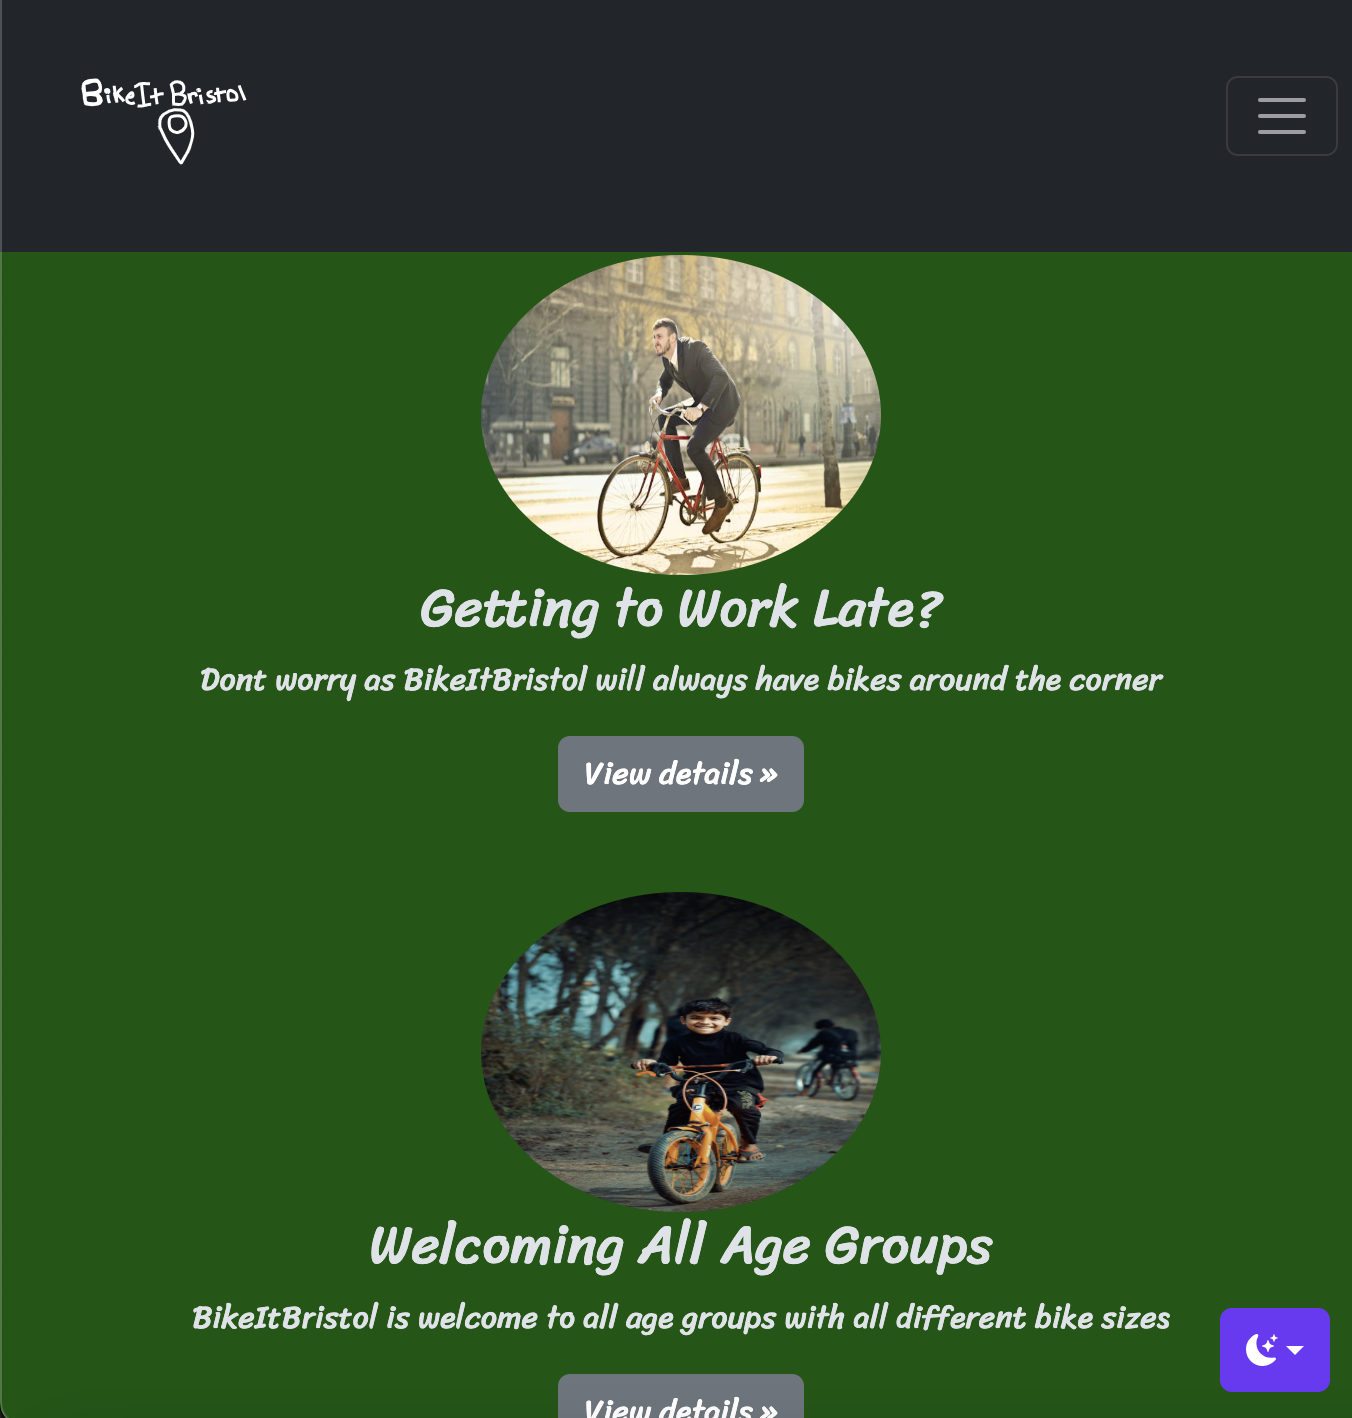 BikeIt Bristol
Getting to Work Late?
Dont worry as BikeItBristol will always have bikes around the corner
View details »
Welcoming All Age Groups
BikeItBristol is welcome to all age groups with all different bike sizes
View details »